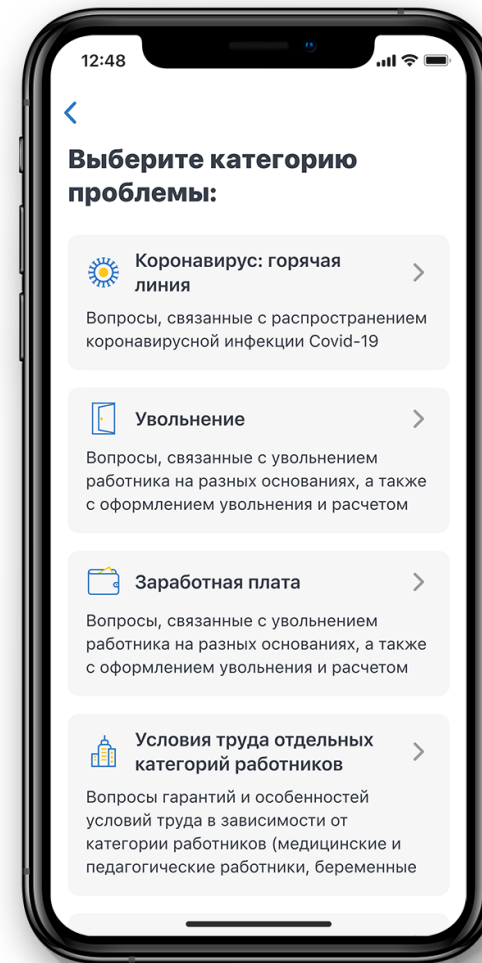 12:48
Выберите категорию
проблемы:
Коронавирус: горячая
линия
Вопросы, связанные с распространением
коронавирусной инфекции Covid-19
Увольнение
Вопросы, связанные с увольнением
работника на разных основаниях, а также
с оформлением увольнения и расчетом
Заработная плата
Вопросы, связанные с увольнением
работника на разных основаниях, а также
с оформлением увольнения и расчетом
Условия труда отдельных
категорий работников
Вопросы гарантий и особенностей
условий труда в зависимости от
категории работников (медицинские и
педагогические работники, беременные